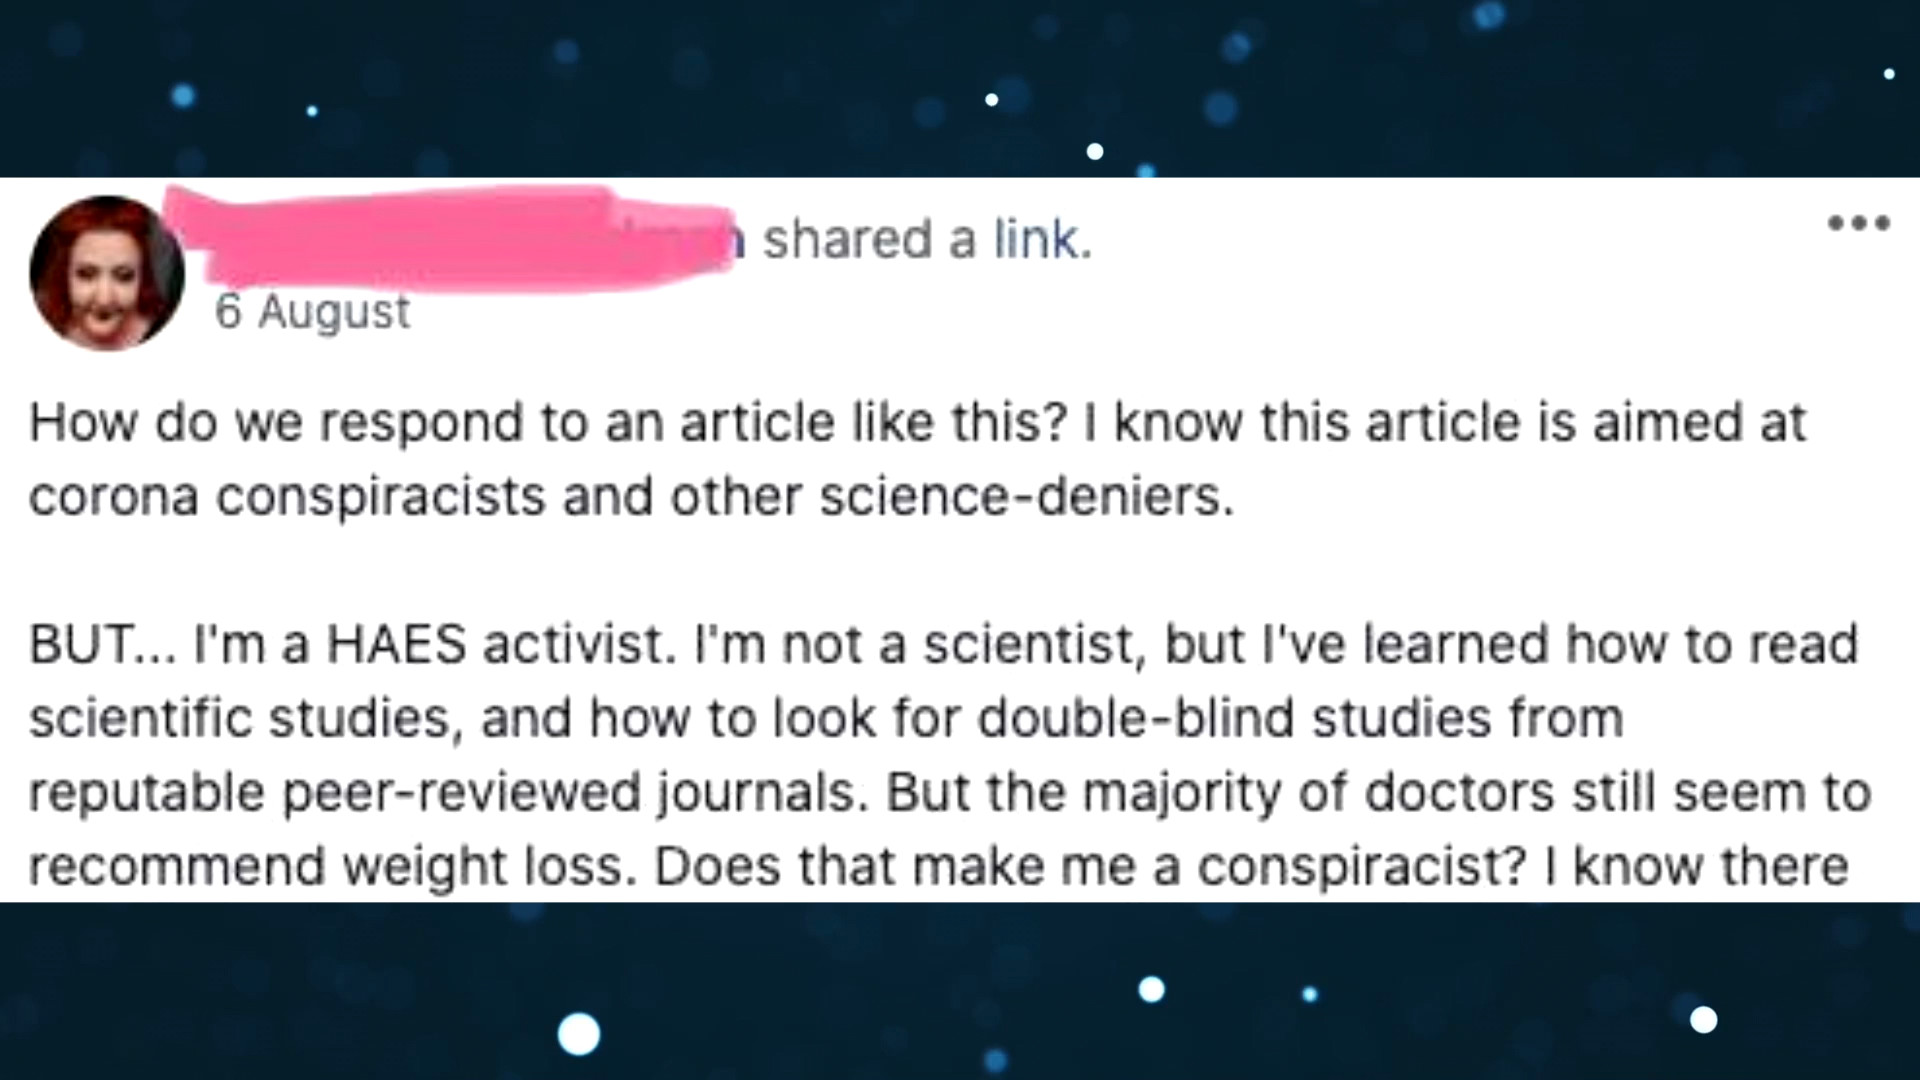 shared a link.
6 August
How do we respond to an article like this? I know this article is aimed at
corona conspiracists and other science-deniers.
BUT... I'm a HAES activist. I'm not a scientist, but I've learned how to read
scientific studies, and how to look for double-blind studies from
reputable peer-reviewed journals. But the majority of doctors still seem to
recommend weight loss. Does that make me a conspiracist? I know there